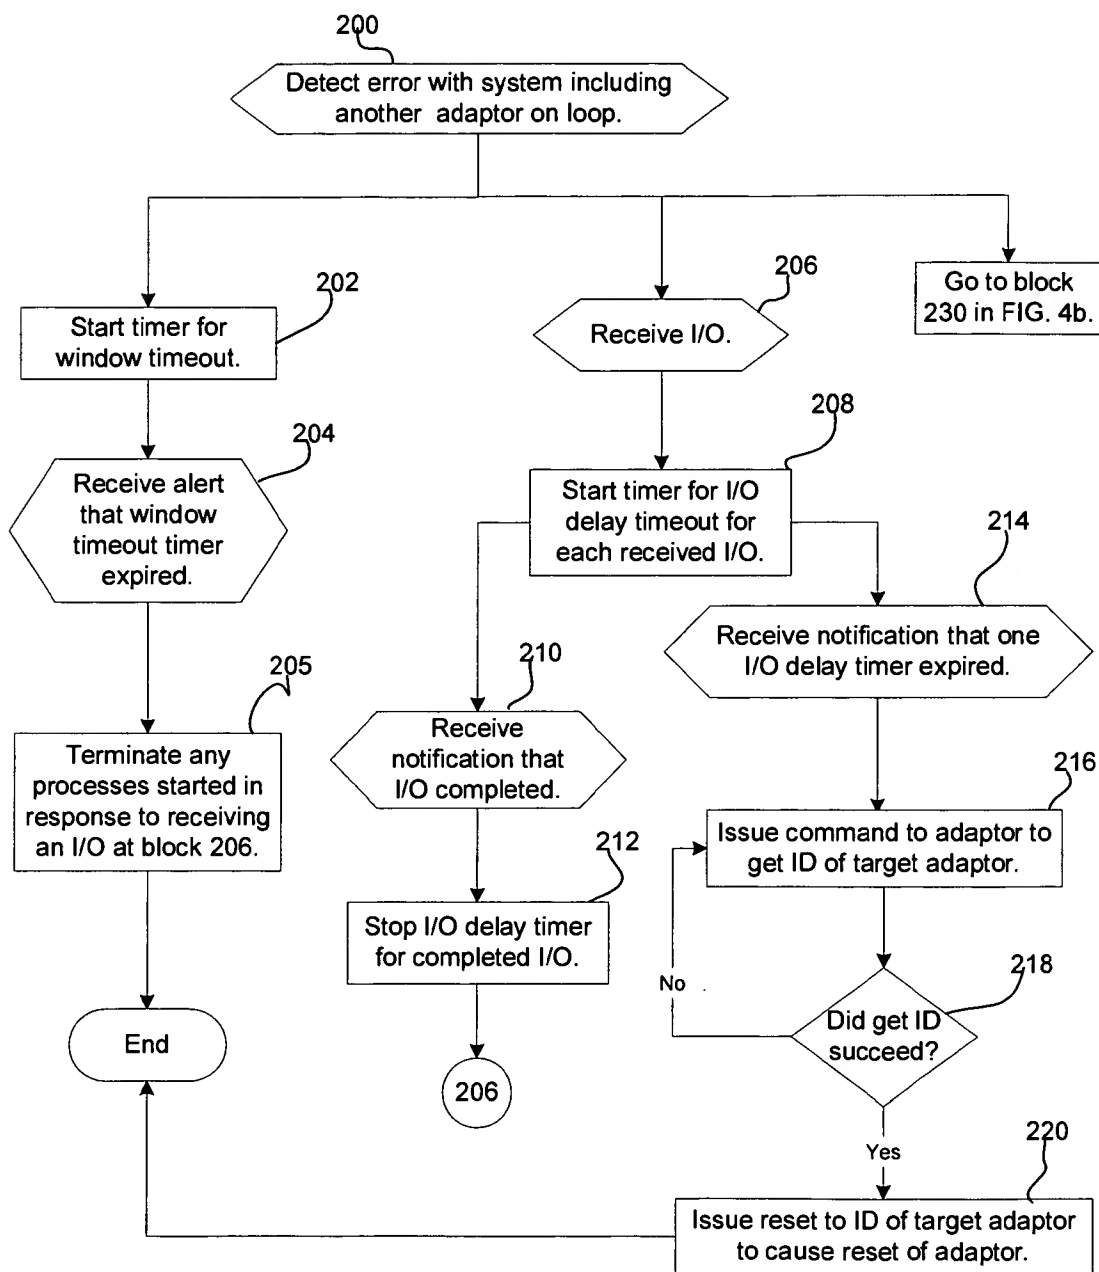 200
Detect error with system including
another adaptor on loop.
202
Start timer for
window timeout.
206
Receive I/O.
Go to block
230 in FIG. 4b.
204
Receive alert
that window
timeout timer
expired.
208
Start timer for I/O
delay timeout for
each received I/O.
214
Receive notification that one
I/O delay timer expired.
205
Terminate any
processes started in
response to receiving
an I/O at block 206.
210
Receive
notification that
I/O completed.
216
Issue command to adaptor to
get ID of target adaptor.
212
Stop I/O delay timer
for completed I/O.
No
218
Did get ID
succeed?
End
206
Yes
220
Issue reset to ID of target adaptor
to cause reset of adaptor.